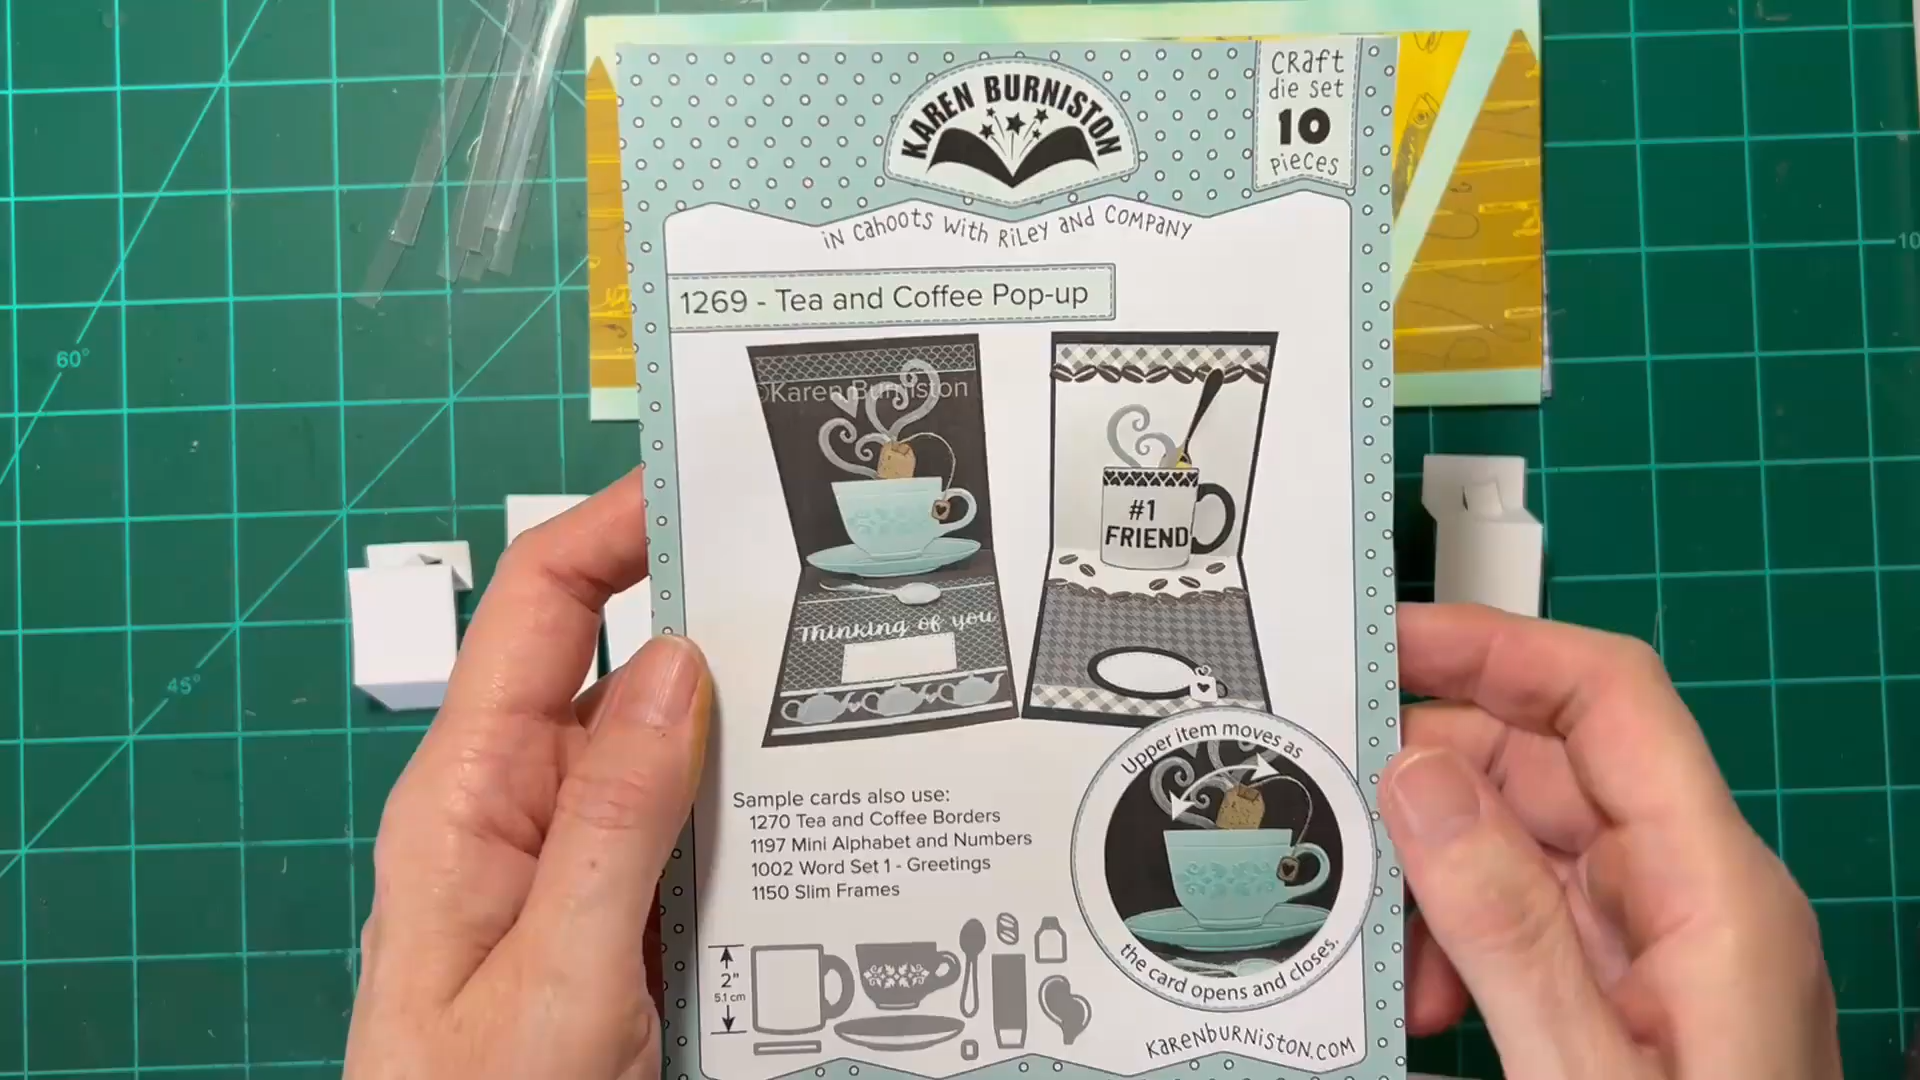 KAREN BURNISTON
CRaft
die set
10
pieces
iN cahoots with RiLey and Company
1269 - Tea and Coffee Pop-up
©Karen Burniston
#1
FRIEND
Thinking of you
Upper item moves as
the card opens and closes.
Sample cards also use:
1270 Tea and Coffee Borders
1197 Mini Alphabet and Numbers
1002 Word Set 1 - Greetings
1150 Slim Frames
2"
5.1 cm
KarenBurniston.com
60°
45°
10